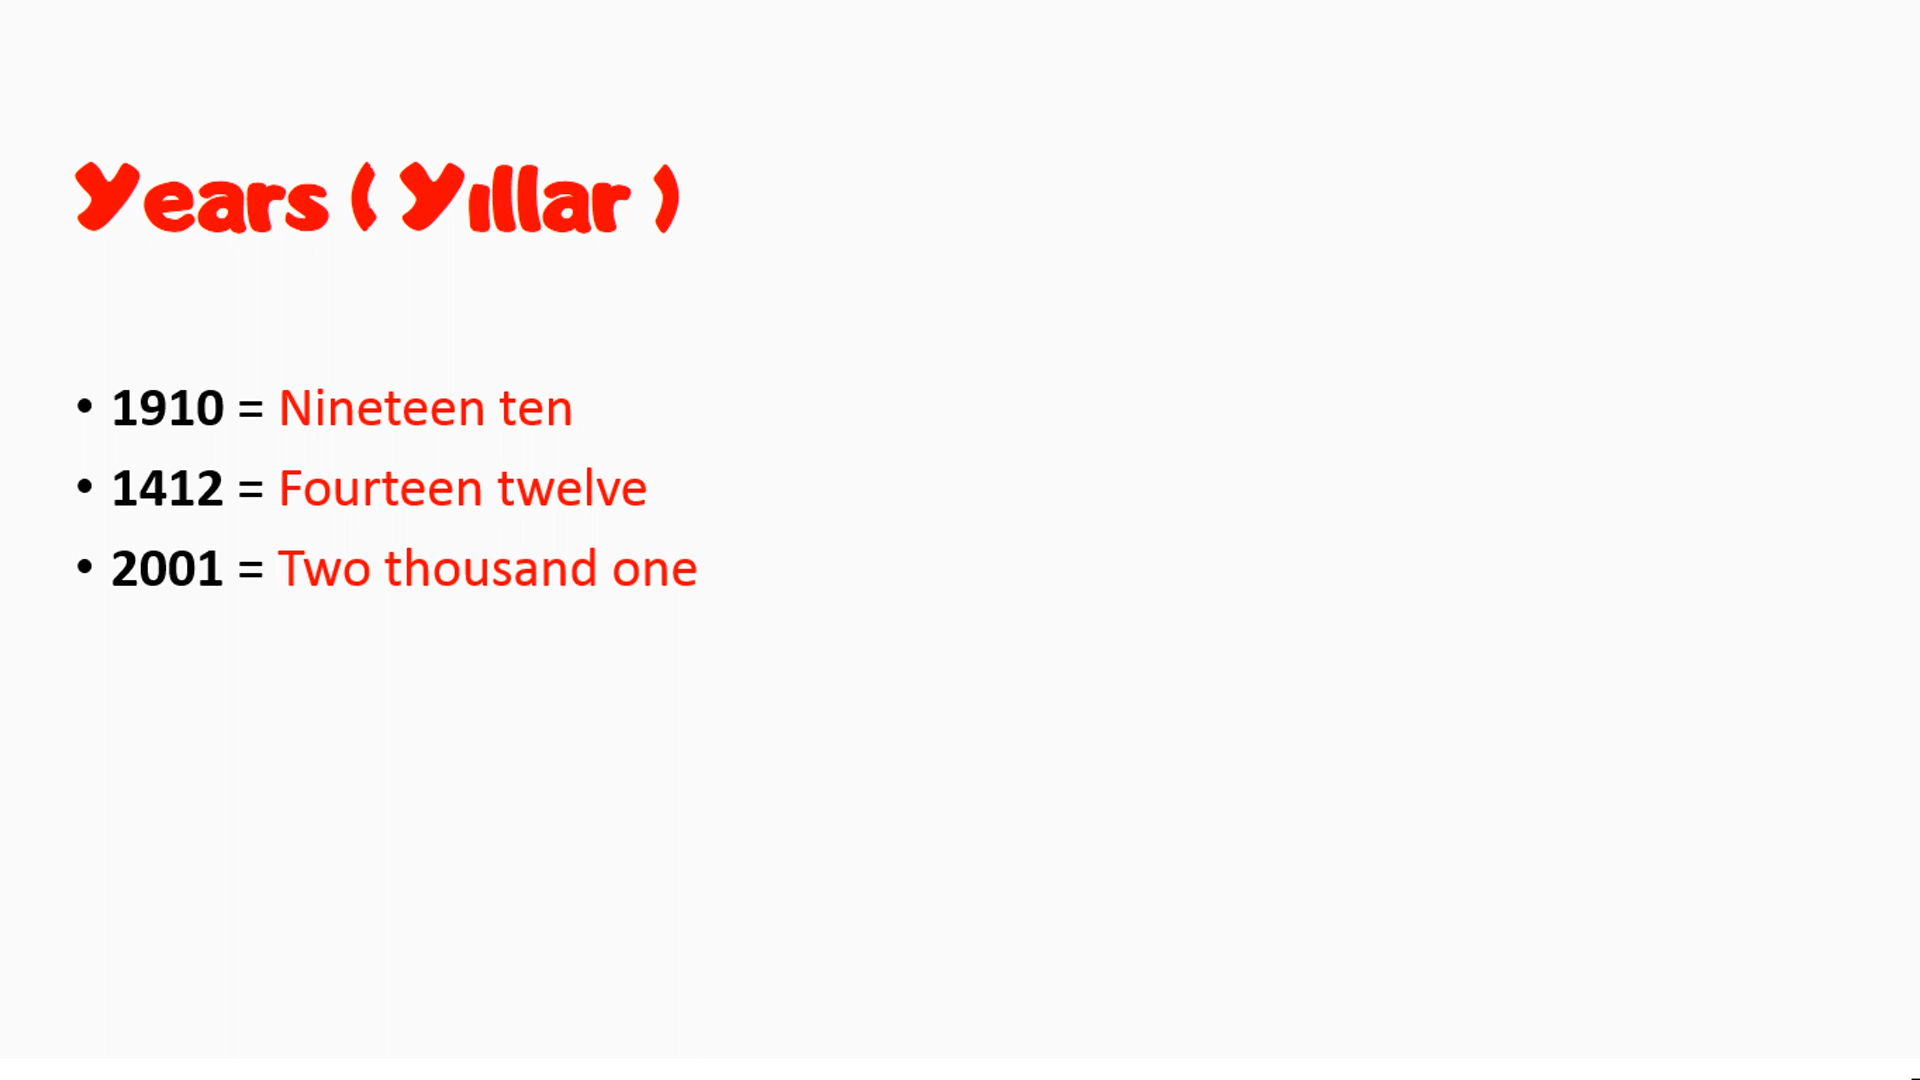 Years ( Yıllar )
• 1910 = Nineteen ten
• 1412 = Fourteen twelve
• 2001 = Two thousand one